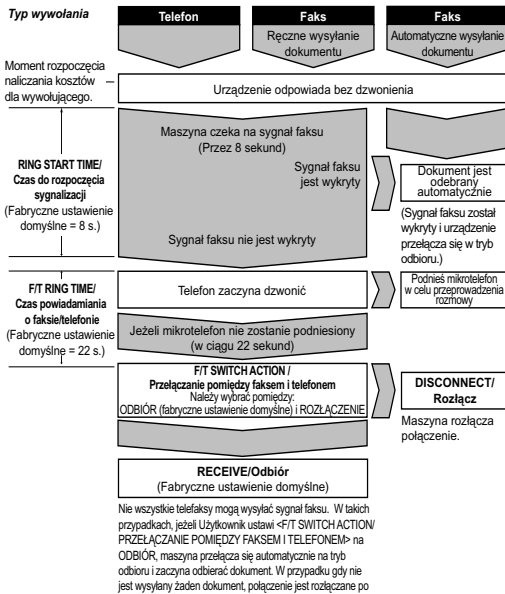 Typ wywołania
Telefon
Faks
Faks
Ręczne wysyłanie
dokumentu
Automatyczne wysyłanie
dokumentu
Moment rozpoczęcia
naliczania kosztów
dla wywołującego.
Urządzenie odpowiada bez dzwonienia
RING START TIME/
Czas do rozpoczęcia
sygnalizacji
(Fabryczne ustawienie
domyślne = 8 s.)
Maszyna czeka na sygnał faksu
(Przez 8 sekund)
Sygnał faksu
jest wykryty
Dokument jest
odebrany
automatycznie
(Sygnał faksu został
wykryty i urządzenie
przełącza się w tryb
odbioru.)
Sygnał faksu nie jest wykryty
F/T RING TIME/
Czas powiadamiania
o faksie/telefonie
(Fabryczne ustawienie
domyślne = 22 s.)
Telefon zaczyna dzwonić
Podnieś mikrotelefon
w celu przeprowadzenia
rozmowy
Jeżeli mikrotelefon nie zostanie podniesiony
(w ciągu 22 sekund)
F/T SWITCH ACTION /
Przełączanie pomiędzy faksem i telefonem
Należy wybrać pomiędzy:
ODBIÓR (fabryczne ustawienie domyślne) i ROZŁĄCZENIE
DISCONNECT/
Rozłącz
Maszyna rozłącza
połączenie.
RECEIVE/Odbiór
(Fabryczne ustawienie domyślne)
Nie wszystkie telefaksy mogą wysyłać sygnał faksu. W takich
przypadkach, jeżeli Użytkownik ustawi <F/T SWITCH ACTION/
PRZEŁĄCZANIE POMIĘDZY FAKSEM I TELEFONEM> na
ODBIÓR, maszyna przełącza się automatycznie na tryb
odbioru i zaczyna odbierać dokument. W przypadku gdy nie
jest wysyłany żaden dokument, połączenie jest rozłączane po